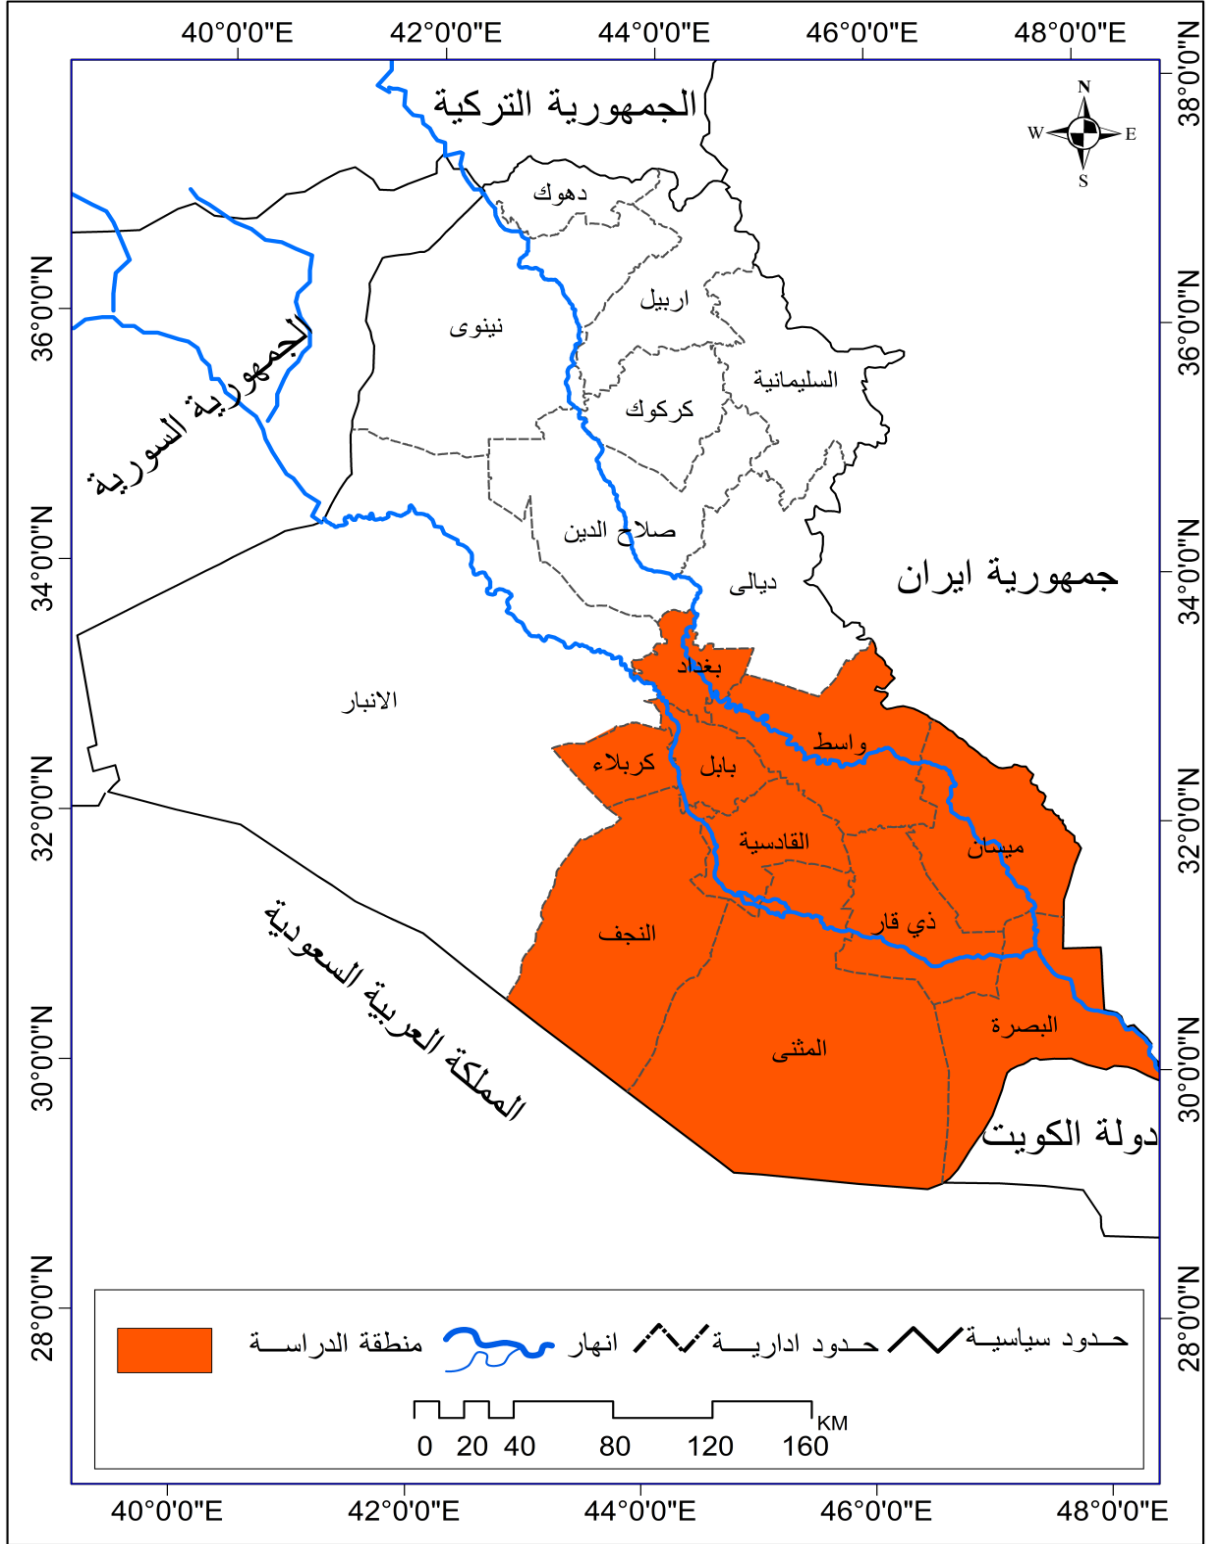 40°0'0"E 42°0'0"E 44°0'0"E 46°0'0"E 48°0'0"E
38°0'0"N
36°0'0"N
36°0'0"N
34°0'0"N
34°0'0"N
32°0'0"N
32°0'0"N
30°0'0"N
30°0'0"N
28°0'0"N
28°0'0"N
N
W E
S
الجمهورية التركية
دهوك
اربيل
نينوى
السليمانية
كركوك
الجمهورية السورية
صلاح الدين
ديالى
جمهورية ايران
بغداد
الانبار
واسط
كربلاء
بابل
القادسية
ميسان
ذي قار
النجف
البصرة
المثنى
المملكة العربية السعودية
دولة الكويت
حـدود سياسيـة حـدود اداريـــة انهار منطقة الدراســـة
KM
0 20 40 80 120 160
40°0'0"E 42°0'0"E 44°0'0"E 46°0'0"E 48°0'0"E